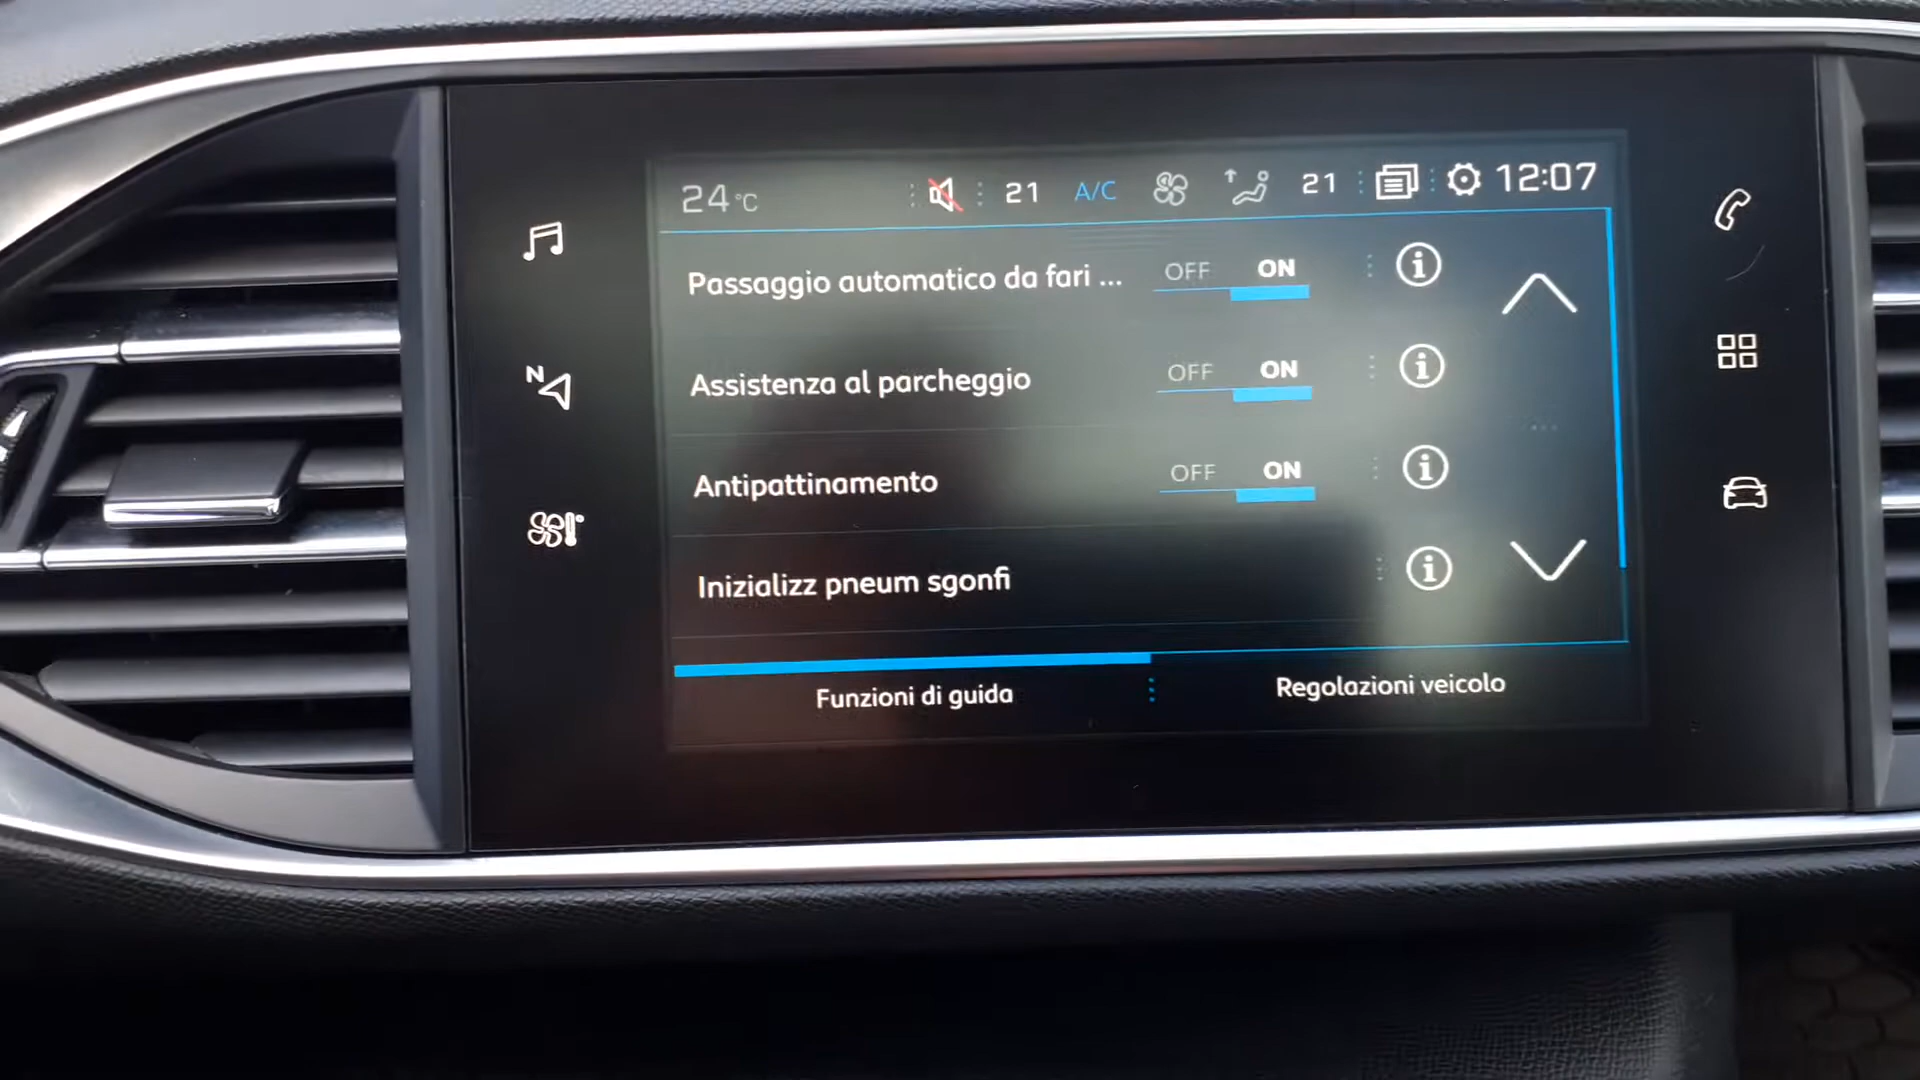 24°C 21 A/C 21 12:07
Passaggio automatico da fari ... OFF ON
Assistenza al parcheggio OFF ON
Antipattinamento OFF ON
Inizializz pneum sgonfi
Funzioni di guida Regolazioni veicolo
N